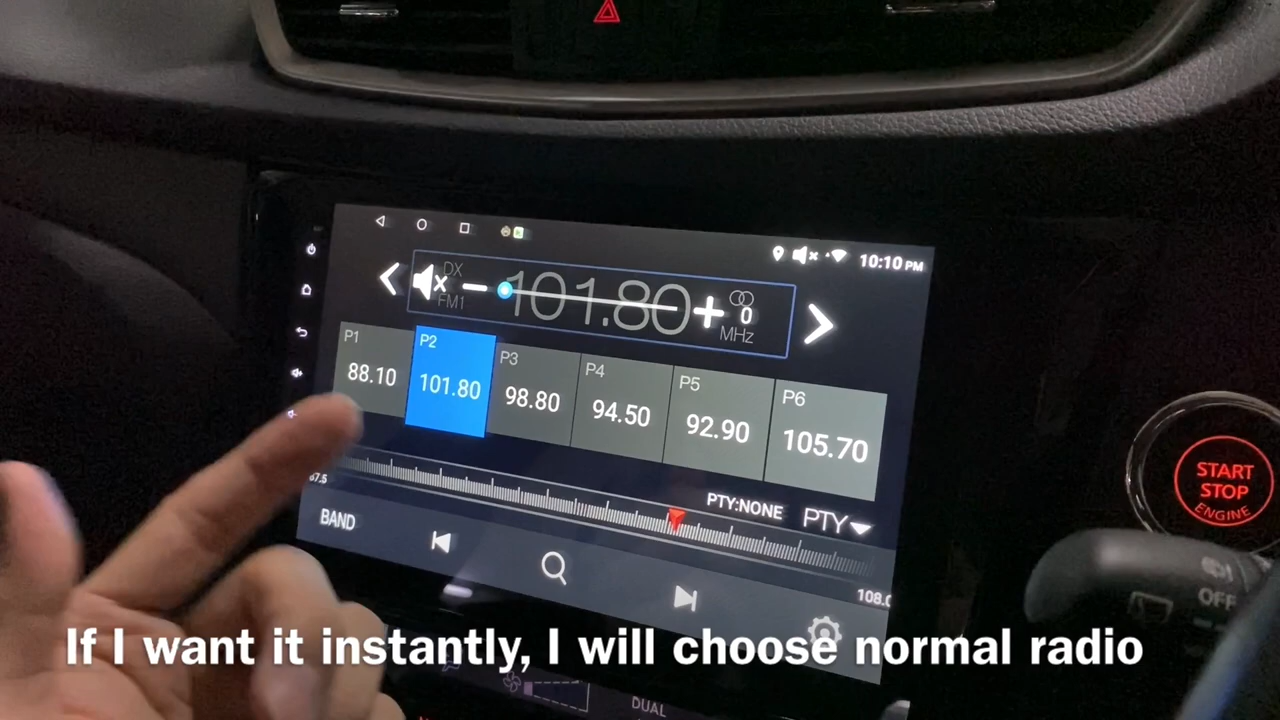 10:10 PM
DX
FM1
101.80
0
MHz
P1
88.10
P2
101.80
P3
98.80
P4
94.50
P5
92.90
P6
105.70
87.5
PTY:NONE
PTY
108.0
BAND
START
STOP
ENGINE
OFF
DUAL
If I want it instantly, I will choose normal radio